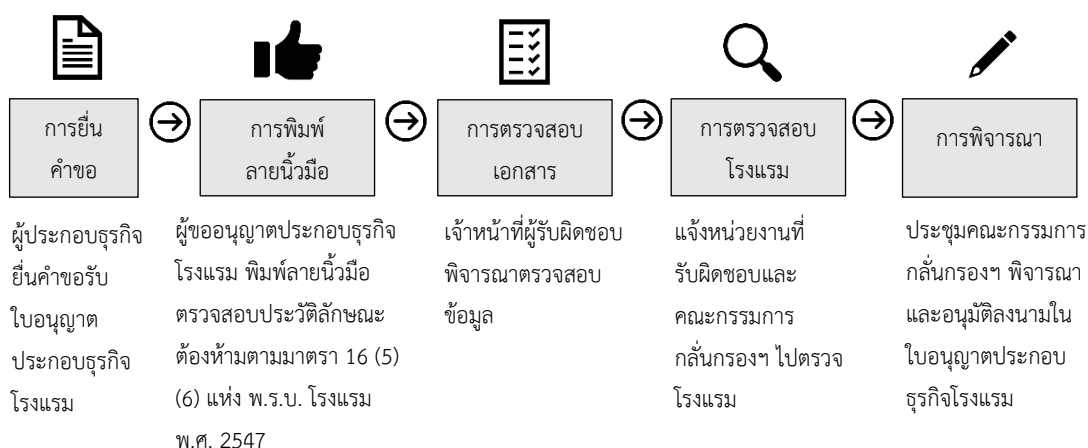 การยื่น
คำขอ
การพิมพ์
ลายนิ้วมือ
การตรวจสอบ
เอกสาร
การตรวจสอบ
โรงแรม
การพิจารณา
ผู้ประกอบธุรกิจ
ยื่นคำขอรับ
ใบอนุญาต
ประกอบธุรกิจ
โรงแรม
ผู้ขออนุญาตประกอบธุรกิจ
โรงแรม พิมพ์ลายนิ้วมือ
ตรวจสอบประวัติลักษณะ
ต้องห้ามตามมาตรา 16 (5)
(6) แห่ง พ.ร.บ. โรงแรม
พ.ศ. 2547
เจ้าหน้าที่ผู้รับผิดชอบ
พิจารณาตรวจสอบ
ข้อมูล
แจ้งหน่วยงานที่
รับผิดชอบและ
คณะกรรมการ
กลั่นกรองฯ ไปตรวจ
โรงแรม
ประชุมคณะกรรมการ
กลั่นกรองฯ พิจารณา
และอนุมัติลงนามใน
ใบอนุญาตประกอบ
ธุรกิจโรงแรม